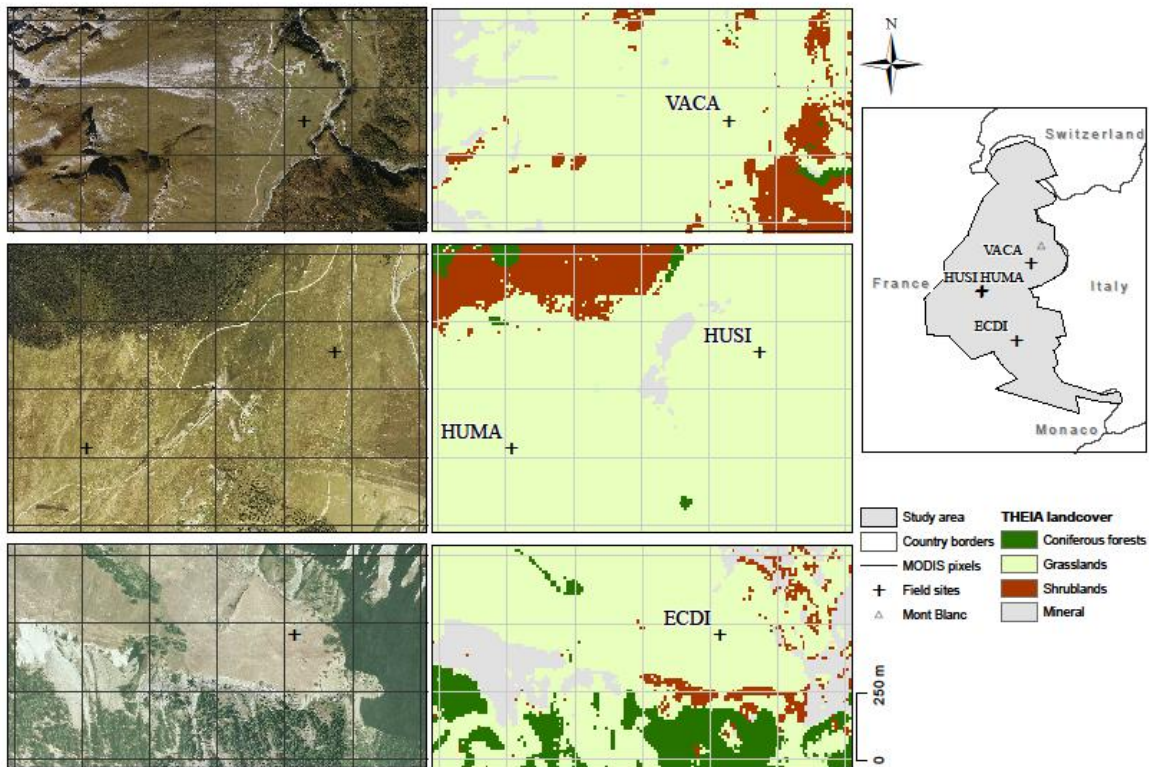 VACA
HUSI
HUMA
ECDI
N
Switzerland
VACA
HUSI HUMA
France
Italy
ECDI
Monaco
Study area
Country borders
MODIS pixels
Field sites
Mont Blanc
THEIA landcover
Coniferous forests
Grasslands
Shrublands
Mineral
250 m
0